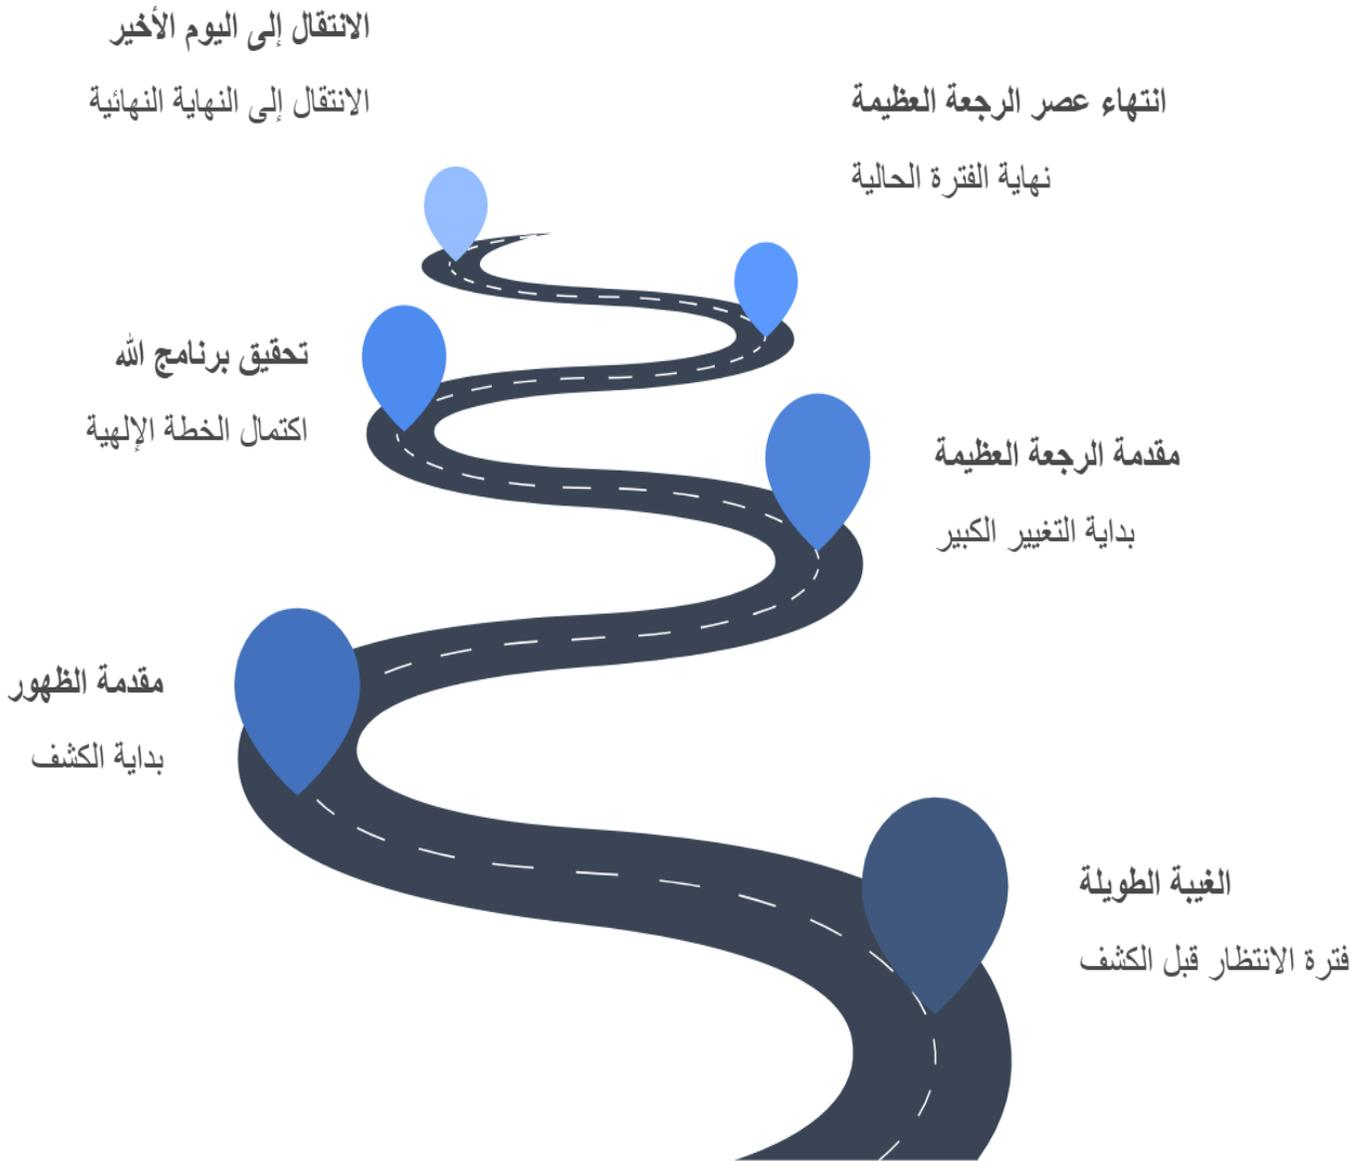 الانتقال إلى اليوم الأخير
الانتقال إلى النهاية النهائية
انتهاء عصر الرجعة العظيمة
نهاية الفترة الحالية
تحقيق برنامج الله
اكتمال الخطة الإلهية
مقدمة الرجعة العظيمة
بداية التغيير الكبير
مقدمة الظهور
بداية الكشف
الغيبة الطويلة
فترة الانتظار قبل الكشف